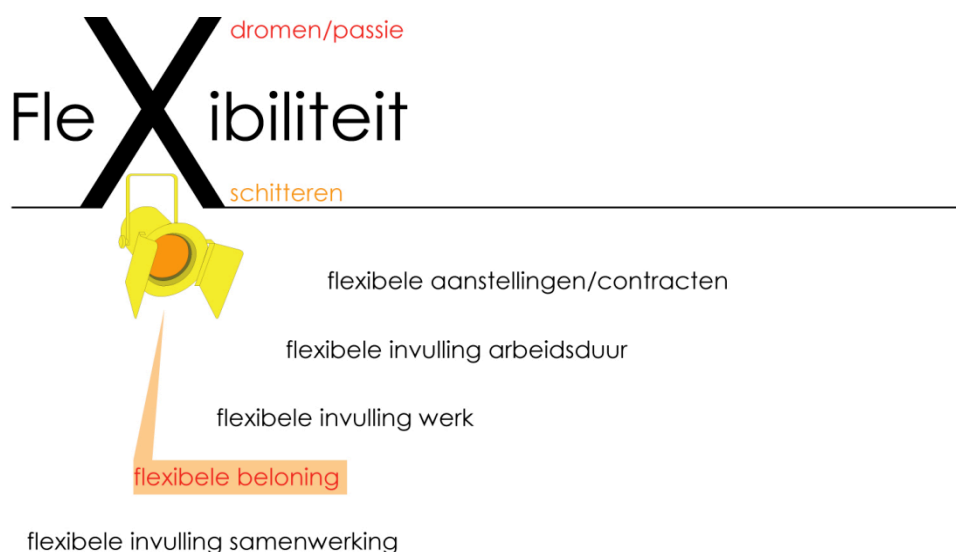 dromen/passie
FleXibiliteit
schitteren
flexibele aanstellingen/contracten
flexibele invulling arbeidsduur
flexibele invulling werk
flexibele beloning
flexibele invulling samenwerking